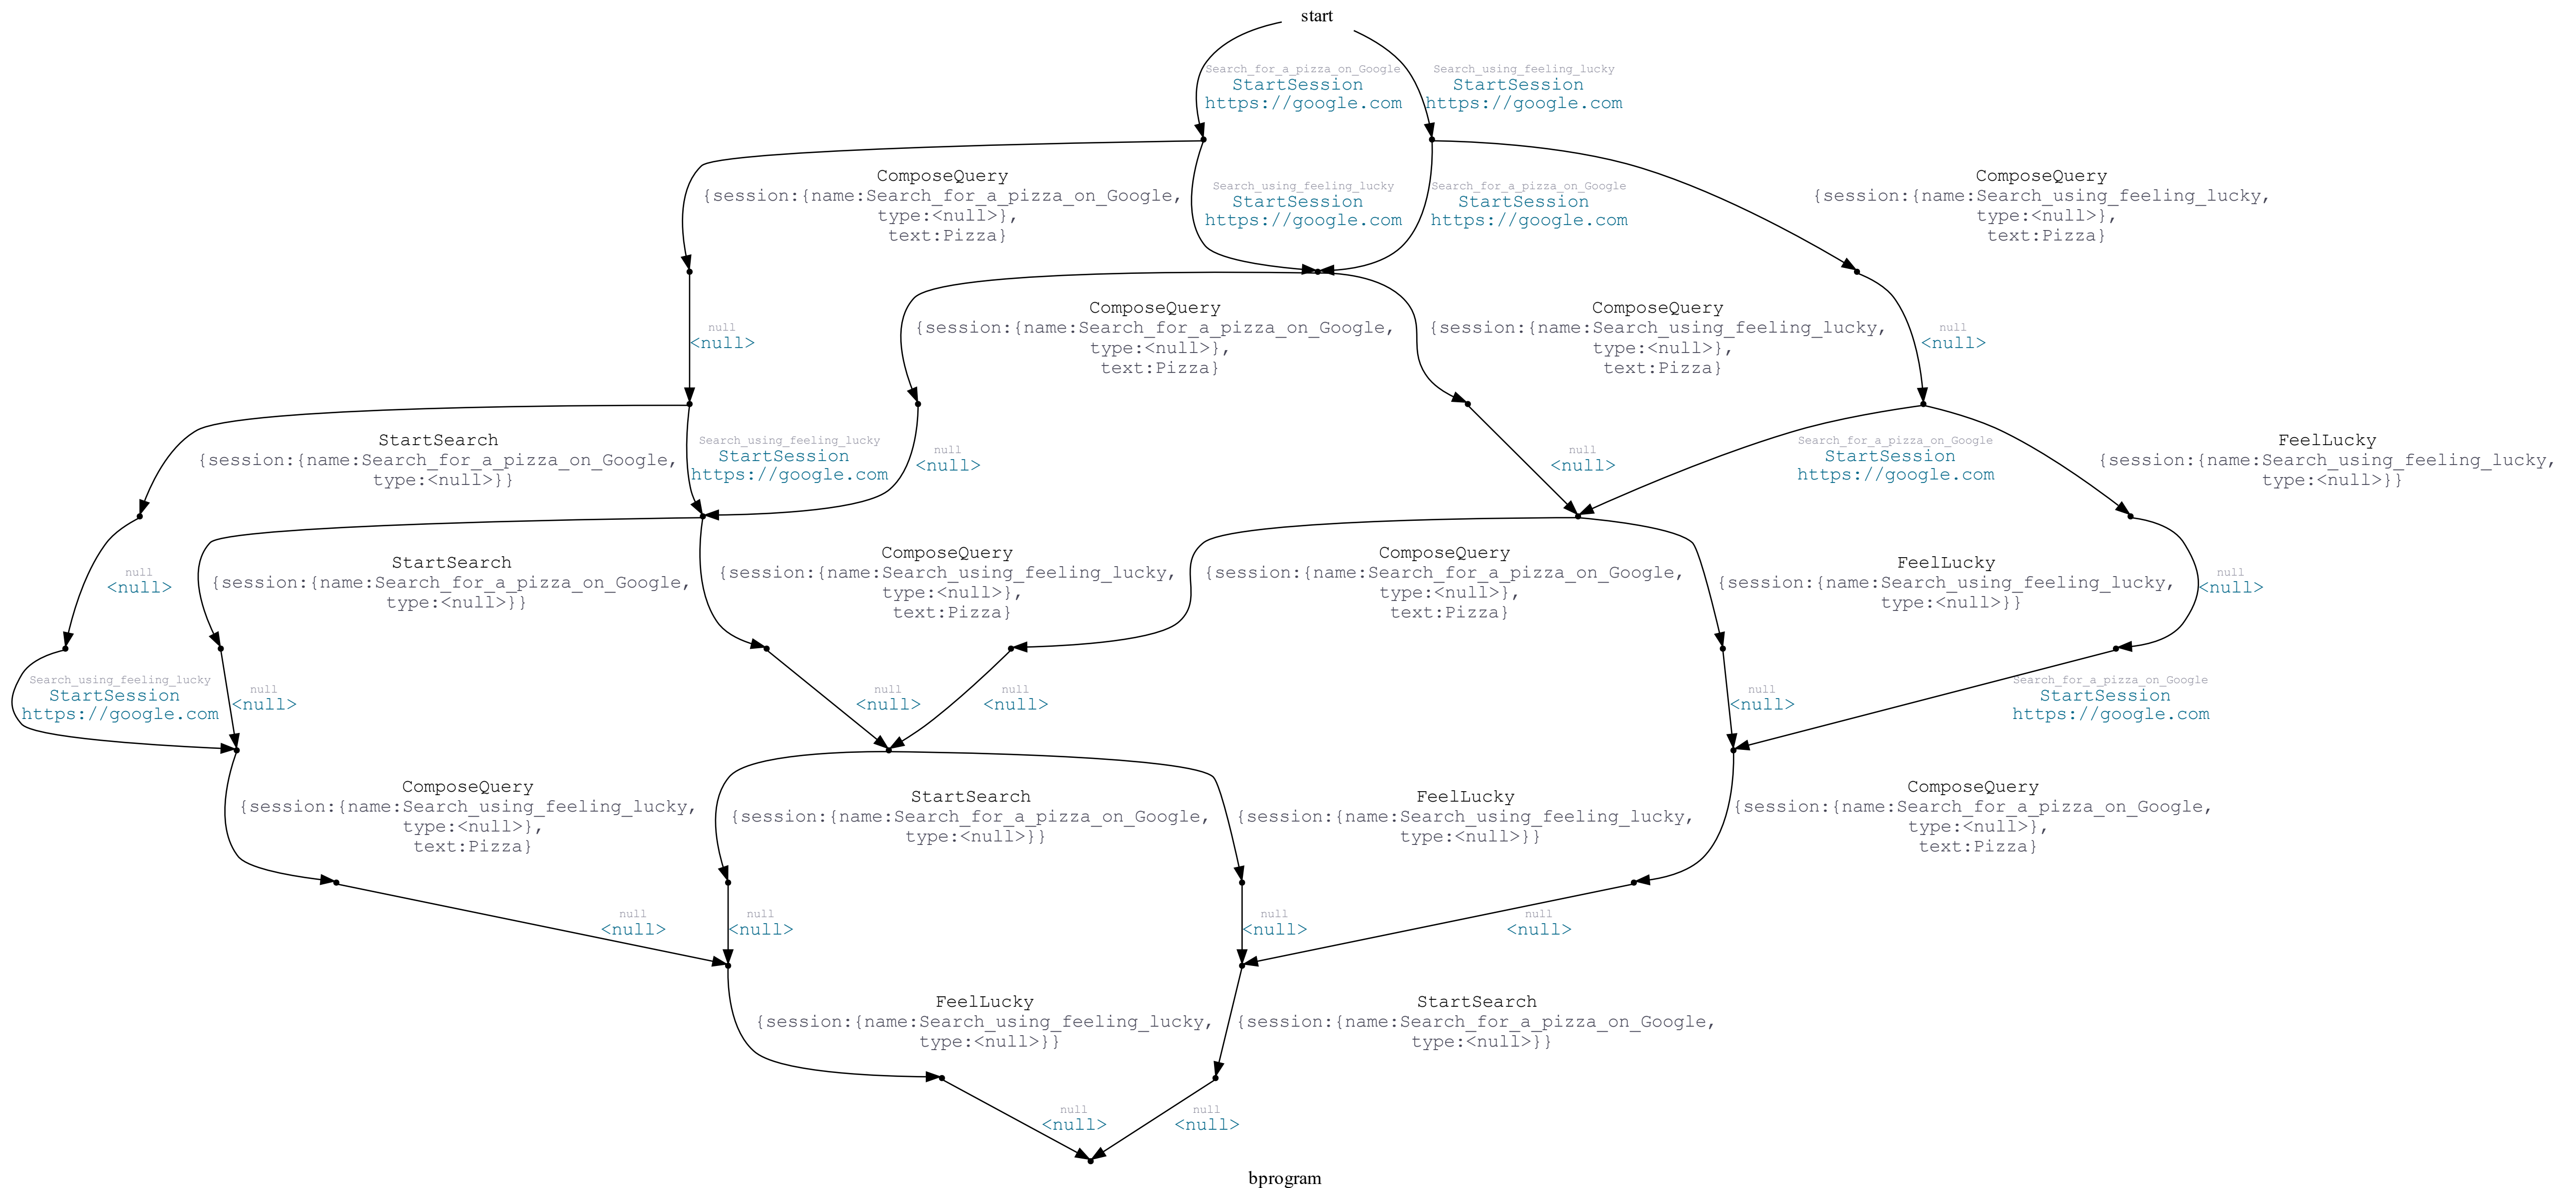 start
Search_for_a_pizza_on_Google
StartSession
https://google.com
Search_using_feeling_lucky
StartSession
https://google.com
ComposeQuery
{session:{name:Search_for_a_pizza_on_Google,
type:<null>},
text:Pizza}
Search_using_feeling_lucky
StartSession
https://google.com
Search_for_a_pizza_on_Google
StartSession
https://google.com
ComposeQuery
{session:{name:Search_using_feeling_lucky,
type:<null>},
text:Pizza}
null
<null>
ComposeQuery
{session:{name:Search_for_a_pizza_on_Google,
type:<null>},
text:Pizza}
ComposeQuery
{session:{name:Search_using_feeling_lucky,
type:<null>},
text:Pizza}
null
<null>
StartSearch
{session:{name:Search_for_a_pizza_on_Google,
type:<null>}}
Search_using_feeling_lucky
StartSession
https://google.com
null
<null>
null
<null>
Search_for_a_pizza_on_Google
StartSession
https://google.com
FeelLucky
{session:{name:Search_using_feeling_lucky,
type:<null>}}
null
<null>
StartSearch
{session:{name:Search_for_a_pizza_on_Google,
type:<null>}}
ComposeQuery
{session:{name:Search_using_feeling_lucky,
type:<null>},
text:Pizza}
ComposeQuery
{session:{name:Search_for_a_pizza_on_Google,
type:<null>},
text:Pizza}
FeelLucky
{session:{name:Search_using_feeling_lucky,
type:<null>}}
null
<null>
Search_using_feeling_lucky
StartSession
https://google.com
null
<null>
null
<null>
null
<null>
null
<null>
Search_for_a_pizza_on_Google
StartSession
https://google.com
ComposeQuery
{session:{name:Search_using_feeling_lucky,
type:<null>},
text:Pizza}
StartSearch
{session:{name:Search_for_a_pizza_on_Google,
type:<null>}}
FeelLucky
{session:{name:Search_using_feeling_lucky,
type:<null>}}
ComposeQuery
{session:{name:Search_for_a_pizza_on_Google,
type:<null>},
text:Pizza}
null
<null>
null
<null>
null
<null>
null
<null>
FeelLucky
{session:{name:Search_using_feeling_lucky,
type:<null>}}
StartSearch
{session:{name:Search_for_a_pizza_on_Google,
type:<null>}}
null
<null>
null
<null>
bprogram